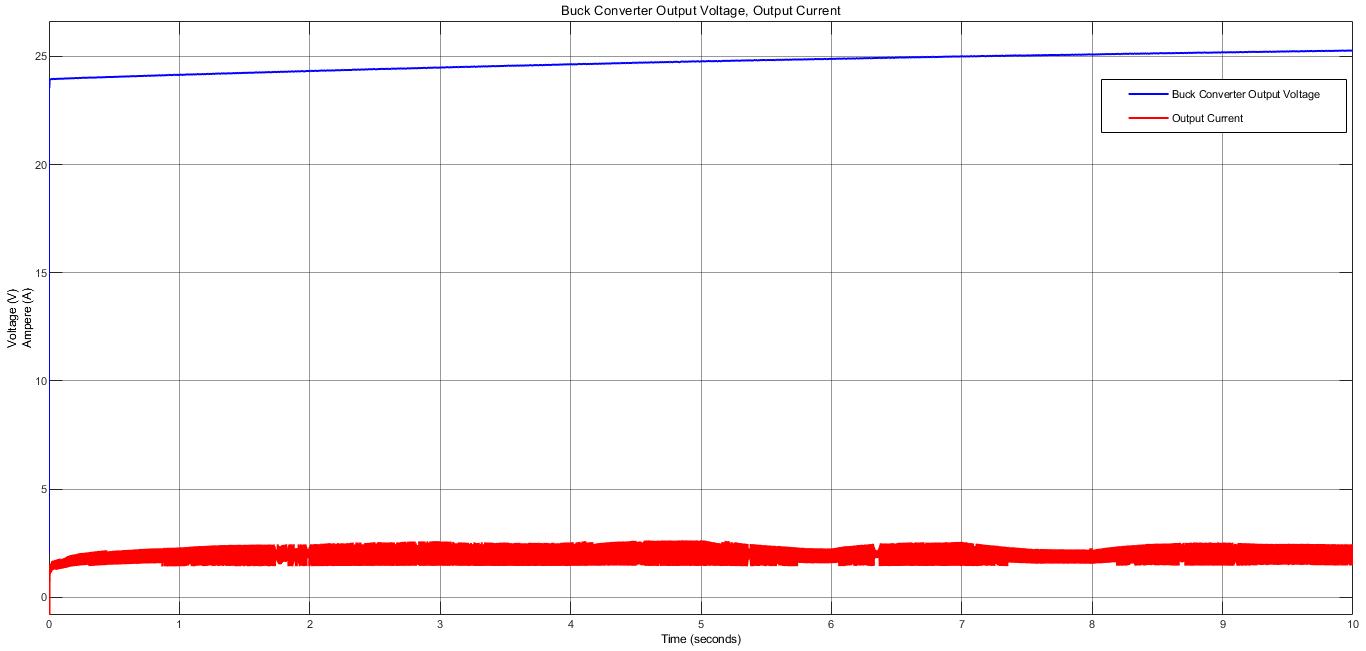 Buck Converter Output Voltage, Output Current
25
20
15
10
5
0
Voltage (V)
Ampere (A)
Buck Converter Output Voltage
Output Current
0 1 2 3 4 5 6 7 8 9 10
Time (seconds)